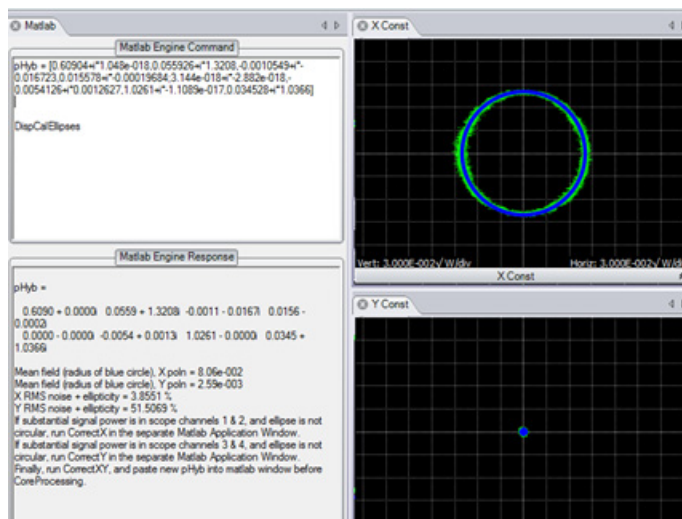 Matlab
Matlab Engine Command
pHyb = [0.60904+i*1.048e-018,0.055926+i*1.3208,-0.0010549+i*-
0.016723,0.015578+i*-0.00019684;3.144e-018+i*-2.882e-018,-
0.0054126+i*0.0012627,1.0261+i*-1.1089e-017,0.034528+i*1.0366]
DispCalEllipses
Matlab Engine Response
pHyb =
0.6090 + 0.0000i 0.0559 + 1.3208i -0.0011 - 0.0167i 0.0156 -
0.0002i
0.0000 - 0.0000i -0.0054 + 0.0013i 1.0261 - 0.0000i 0.0345 +
1.0366i
Mean field (radius of blue circle), X poln = 8.06e-002
Mean field (radius of blue circle), Y poln = 2.59e-003
X RMS noise + ellipticity = 3.8551 %
Y RMS noise + ellipticity = 51.5069 %
If substantial signal power is in scope channels 1 & 2, and ellipse is not
circular, run CorrectX in the separate Matlab Application Window.
If substantial signal power is in scope channels 3 & 4, and ellipse is not
circular, run CorrectY in the separate Matlab Application Window.
Finally, run CorrectXY, and paste new pHyb into matlab window before
CoreProcessing.
X Const
Vert: 3.000E-002√W/div Horiz: 3.000E-002√W/div
X Const
Y Const